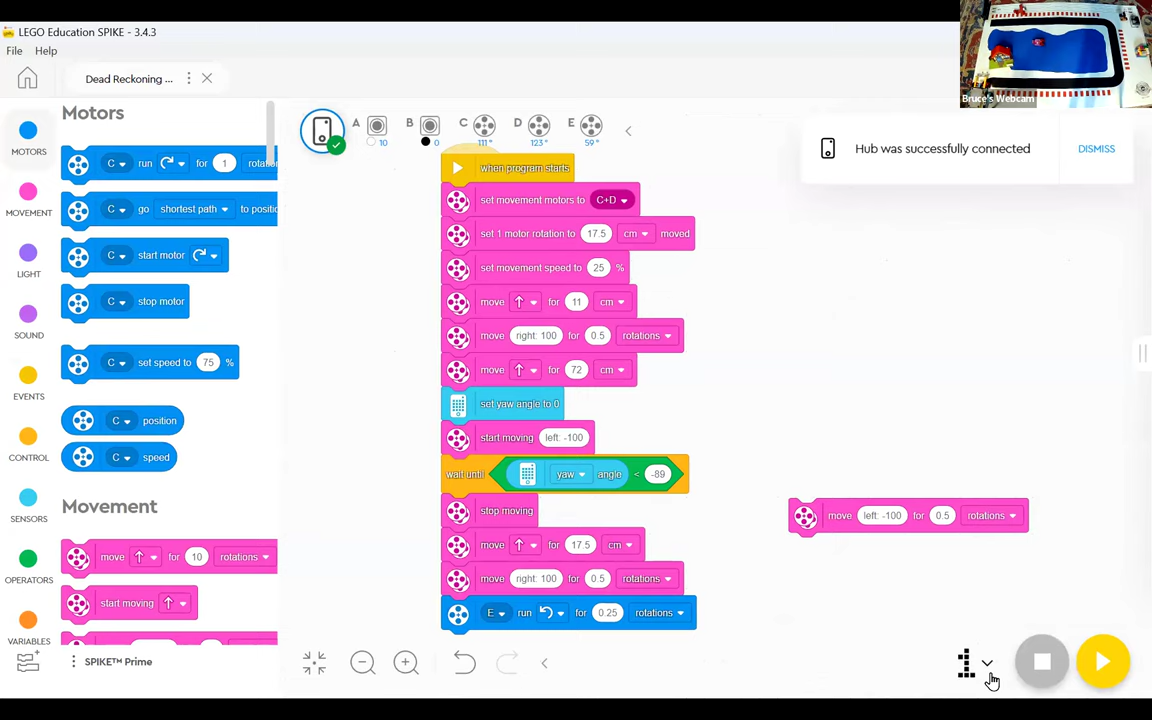 LEGO Education SPIKE - 3.4.3
File Help
Dead Reckoning ...
Bruce's Webcam
Motors
MOTORS
MOVEMENT
LIGHT
SOUND
EVENTS
CONTROL
SENSORS
OPERATORS
VARIABLES
C run for 1
C go shortest path
C start motor
C stop motor
C set speed to 75 %
C position
C speed
Movement
move for 10 rotations
start moving
SPIKE™ Prime
A 10 B 0 C 111° D 123° E 59°
Hub was successfully connected DISMISS
when program starts
set movement motors to C+D
set 1 motor rotation to 17.5 cm moved
set movement speed to 25 %
move for 11 cm
move right: 100 for 0.5 rotations
move for 72 cm
set yaw angle to 0
start moving left: -100
wait until yaw angle < -89
stop moving
move for 17.5 cm
move right: 100 for 0.5 rotations
E run for 0.25 rotations
move left: -100 for 0.5 rotations
1